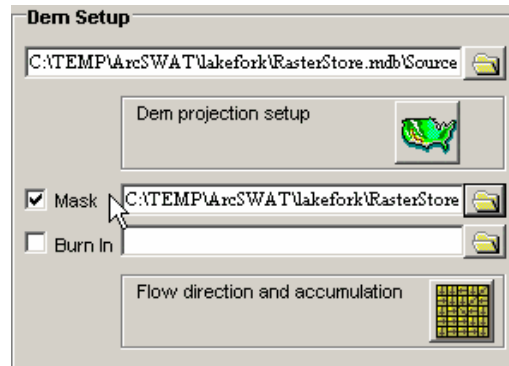 Dem Setup
C:\TEMP\ArcSWAT\lakefork\RasterStore.mdb\Source
Dem projection setup
Mask C:\TEMP\ArcSWAT\lakefork\RasterStore
Burn In
Flow direction and accumulation